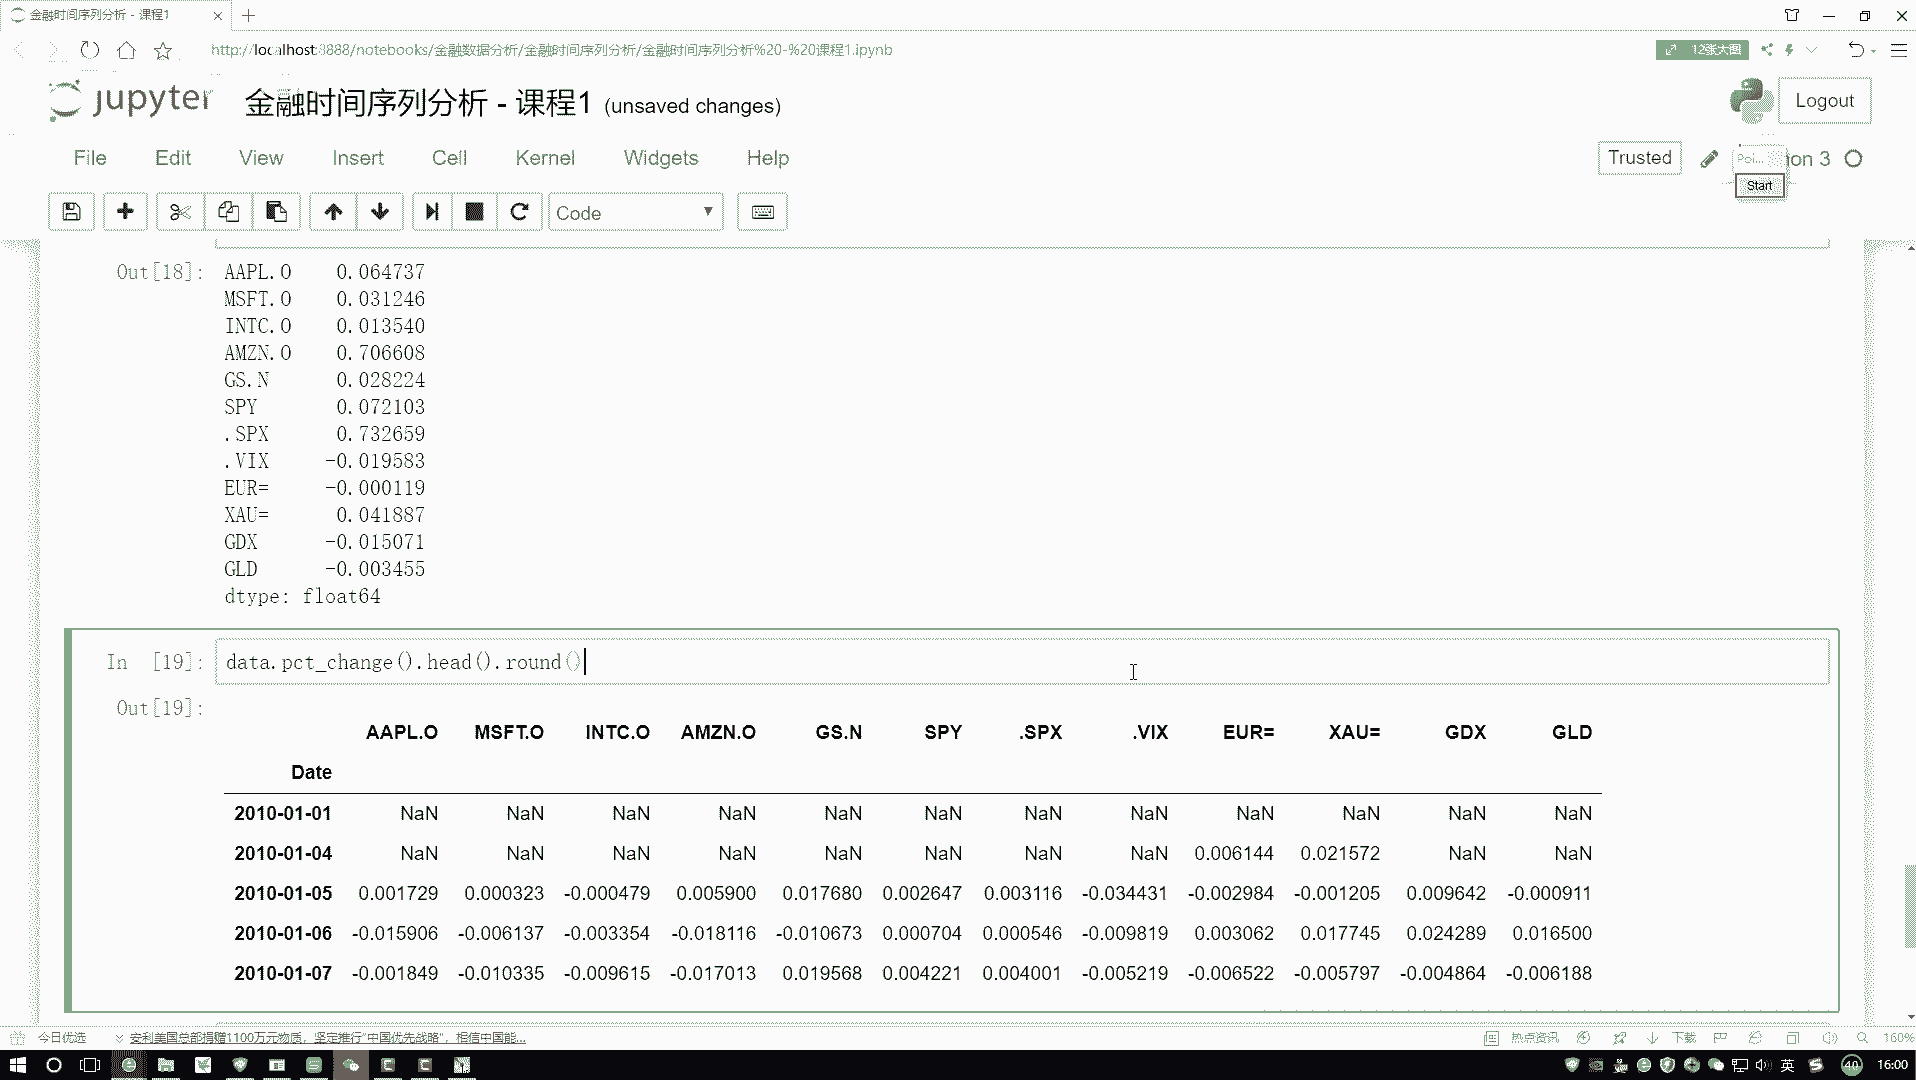 金融时间序列分析 - 课程1
http://localhost:8888/notebooks/金融数据分析/金融时间序列分析/金融时间序列分析%20-%20课程1.ipynb
12张大图
jupyter 金融时间序列分析 - 课程1 (unsaved changes)
Logout
File Edit View Insert Cell Kernel Widgets Help
Trusted
Poi... ion 3
Start
Code
Out[18]: AAPL.O 0.064737
MSFT.O 0.031246
INTC.O 0.013540
AMZN.O 0.706608
GS.N 0.028224
SPY 0.072103
.SPX 0.732659
.VIX -0.019583
EUR= -0.000119
XAU= 0.041887
GDX -0.015071
GLD -0.003455
dtype: float64
In [19]: data.pct_change().head().round()
Out[19]:
AAPL.O MSFT.O INTC.O AMZN.O GS.N SPY .SPX .VIX EUR= XAU= GDX GLD
Date
2010-01-01 NaN NaN NaN NaN NaN NaN NaN NaN NaN NaN NaN NaN
2010-01-04 NaN NaN NaN NaN NaN NaN NaN NaN 0.006144 0.021572 NaN NaN
2010-01-05 0.001729 0.000323 -0.000479 0.005900 0.017680 0.002647 0.003116 -0.034431 -0.002984 -0.001205 0.009642 -0.000911
2010-01-06 -0.015906 -0.006137 -0.003354 -0.018116 -0.010673 0.000704 0.000546 -0.009819 0.003062 0.017745 0.024289 0.016500
2010-01-07 -0.001849 -0.010335 -0.009615 -0.017013 0.019568 0.004221 0.004001 -0.005219 -0.006522 -0.005797 -0.004864 -0.006188
今日优选 安利美国总部捐赠1100万元物质，坚定推行"中国优先战略"，相信中国能...
热点资讯 下载 160%
英 40 16:00